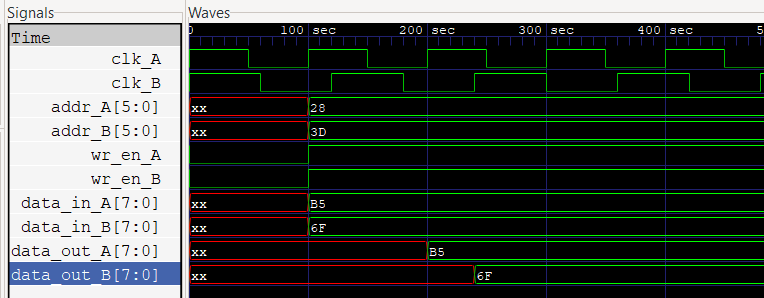 Signals
Waves
Time
0 100 sec 200 sec 300 sec 400 sec
clk_A
clk_B
addr_A[5:0] xx 28
addr_B[5:0] xx 3D
wr_en_A
wr_en_B
data_in_A[7:0] xx B5
data_in_B[7:0] xx 6F
data_out_A[7:0] xx B5
data_out_B[7:0] xx 6F